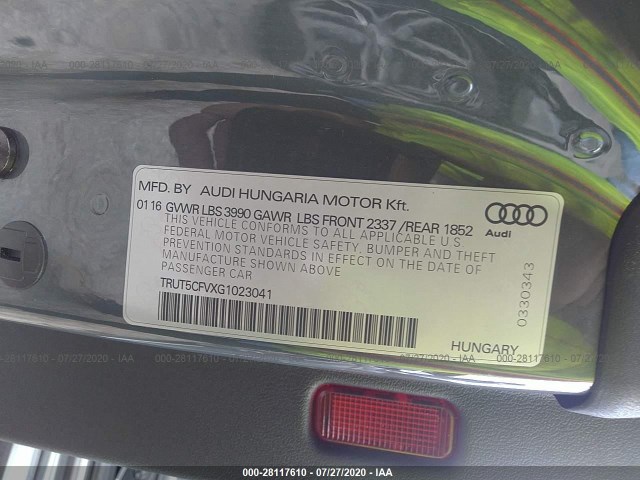 MFD. BY AUDI HUNGARIA MOTOR Kft.
01 16 GVWR LBS 3990 GAWR LBS FRONT 2337 /REAR 1852
THIS VEHICLE CONFORMS TO ALL APPLICABLE U.S.
FEDERAL MOTOR VEHICLE SAFETY, BUMPER AND THEFT
PREVENTION STANDARDS IN EFFECT ON THE DATE OF
MANUFACTURE SHOWN ABOVE
PASSENGER CAR
TRUT5CFVXG1023041
Audi
0330343
HUNGARY
000-28117610 - 07/27/2020 - IAA